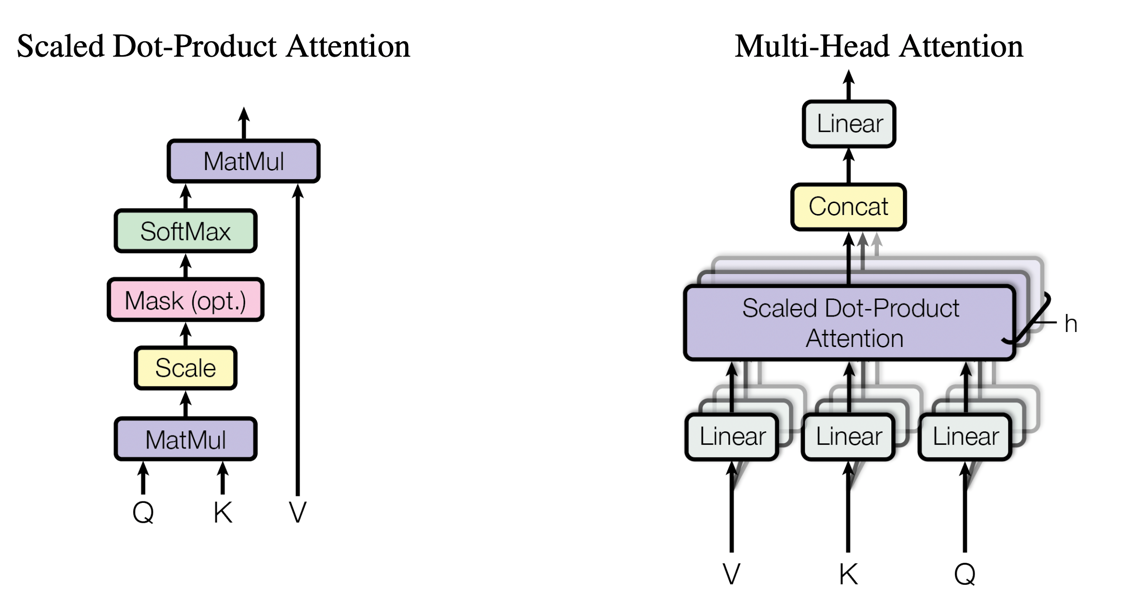 Scaled Dot-Product Attention
MatMul
SoftMax
Mask (opt.)
Scale
MatMul
Q K V
Multi-Head Attention
Linear
Concat
Scaled Dot-Product
Attention
h
Linear Linear Linear
V K Q